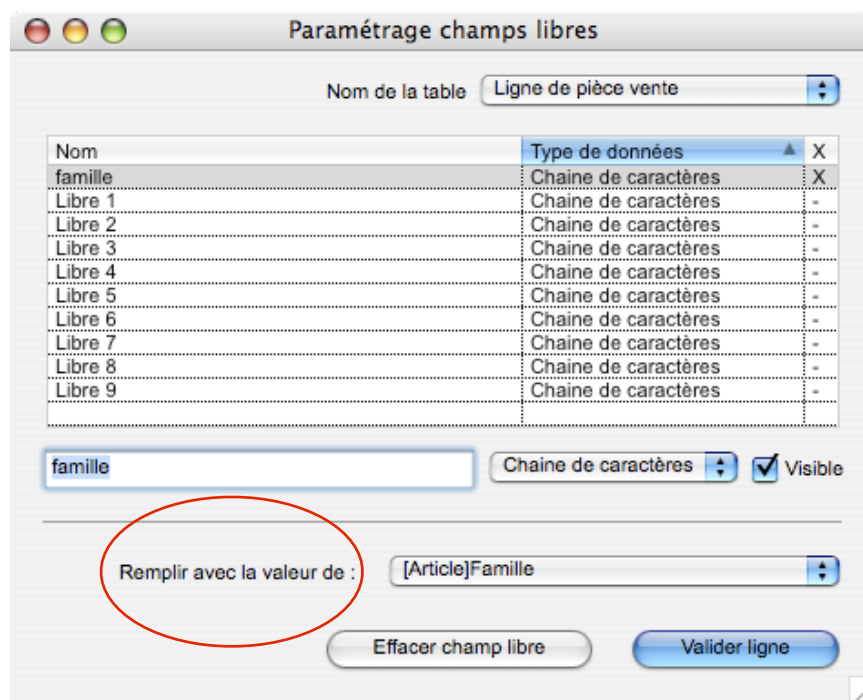 Paramétrage champs libres
Nom de la table Ligne de pièce vente
Nom Type de données X
famille Chaine de caractères X
Libre 1 Chaine de caractères -
Libre 2 Chaine de caractères -
Libre 3 Chaine de caractères -
Libre 4 Chaine de caractères -
Libre 5 Chaine de caractères -
Libre 6 Chaine de caractères -
Libre 7 Chaine de caractères -
Libre 8 Chaine de caractères -
Libre 9 Chaine de caractères -
famille Chaine de caractères Visible
Remplir avec la valeur de : [Article]Famille
Effacer champ libre Valider ligne